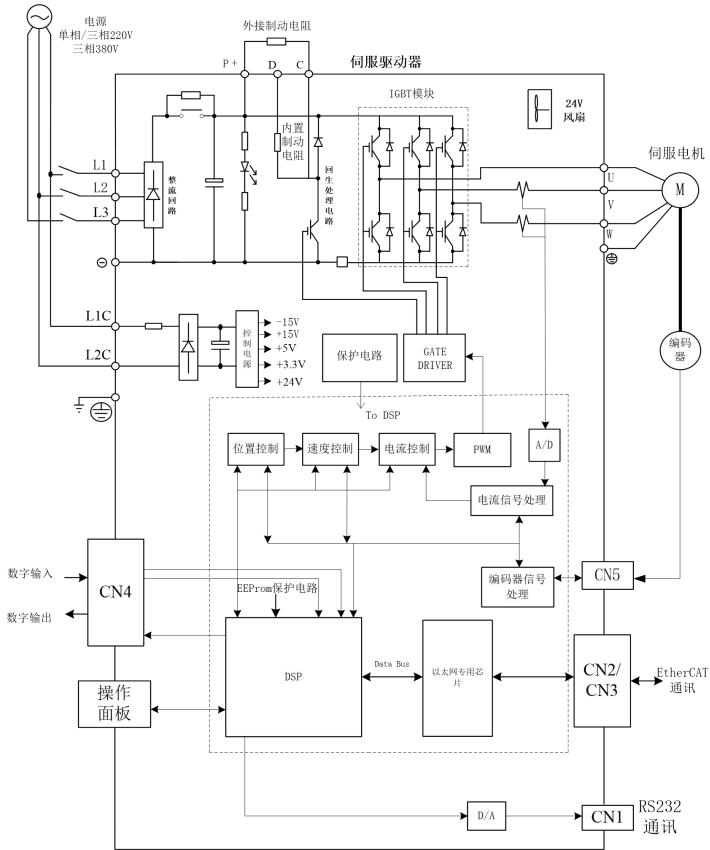 电源
单相/三相220V
三相380V
外接制动电阻
P+
D
C
伺服驱动器
IGBT模块
24V
风扇
内置
制动
电阻
回生处理电路
伺服电机
L1
L2
L3
整流回路
U
V
W
M
⊖
L1C
L2C
控制电源
-15V
+15V
+5V
+3.3V
+24V
保护电路
GATE
DRIVER
编码
器
To DSP
位置控制
速度控制
电流控制
PWM
A/D
电流信号处理
数字输入
数字输出
CN4
EEProm保护电路
编码器信号
处理
CN5
DSP
Data Bus
以太网专用芯
片
CN2/
CN3
EtherCAT
通讯
操作
面板
D/A
CN1
RS232
通讯